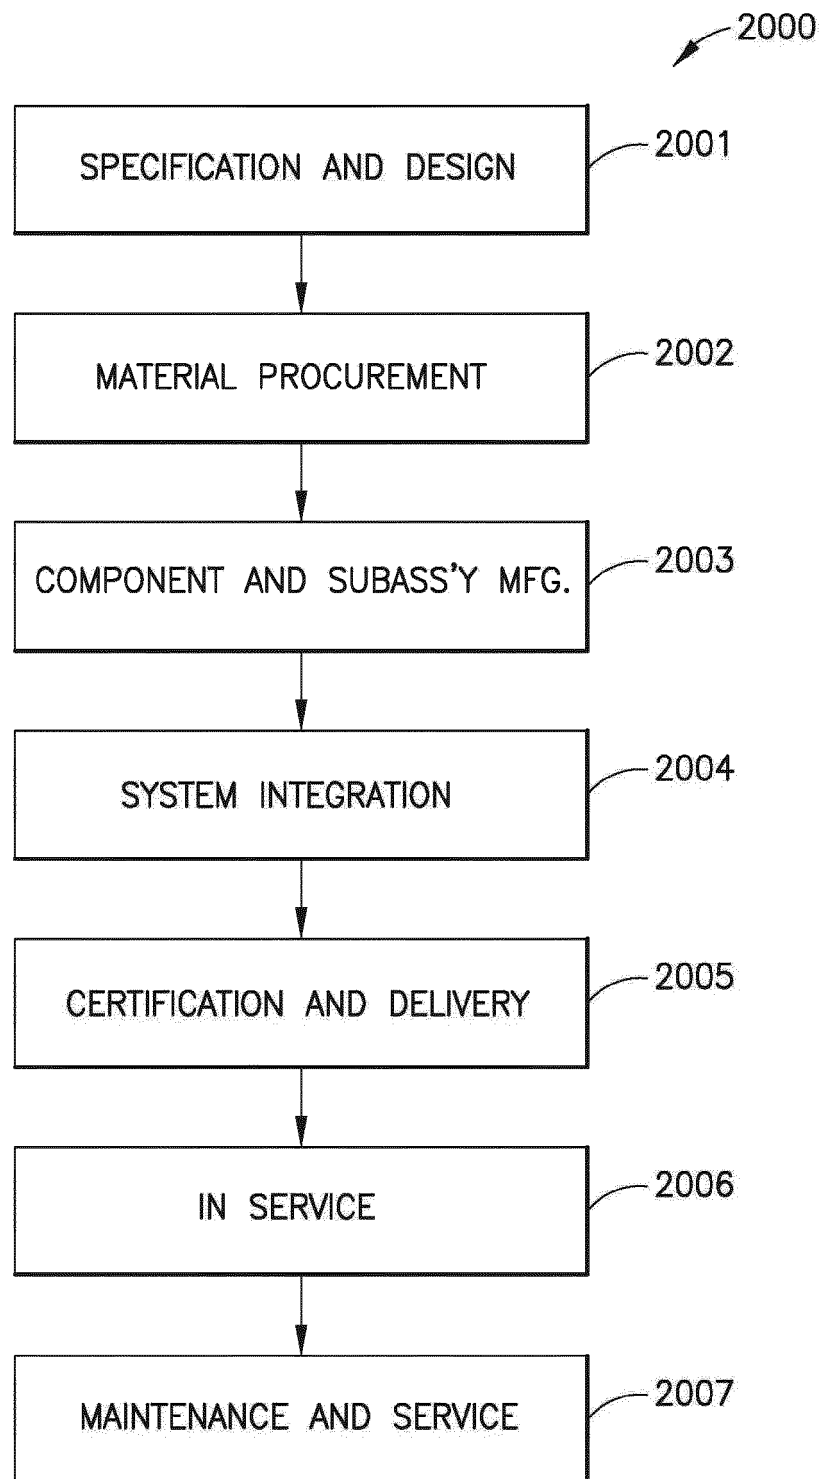 2000
SPECIFICATION AND DESIGN
2001
MATERIAL PROCUREMENT
2002
COMPONENT AND SUBASS'Y MFG.
2003
SYSTEM INTEGRATION
2004
CERTIFICATION AND DELIVERY
2005
IN SERVICE
2006
MAINTENANCE AND SERVICE
2007